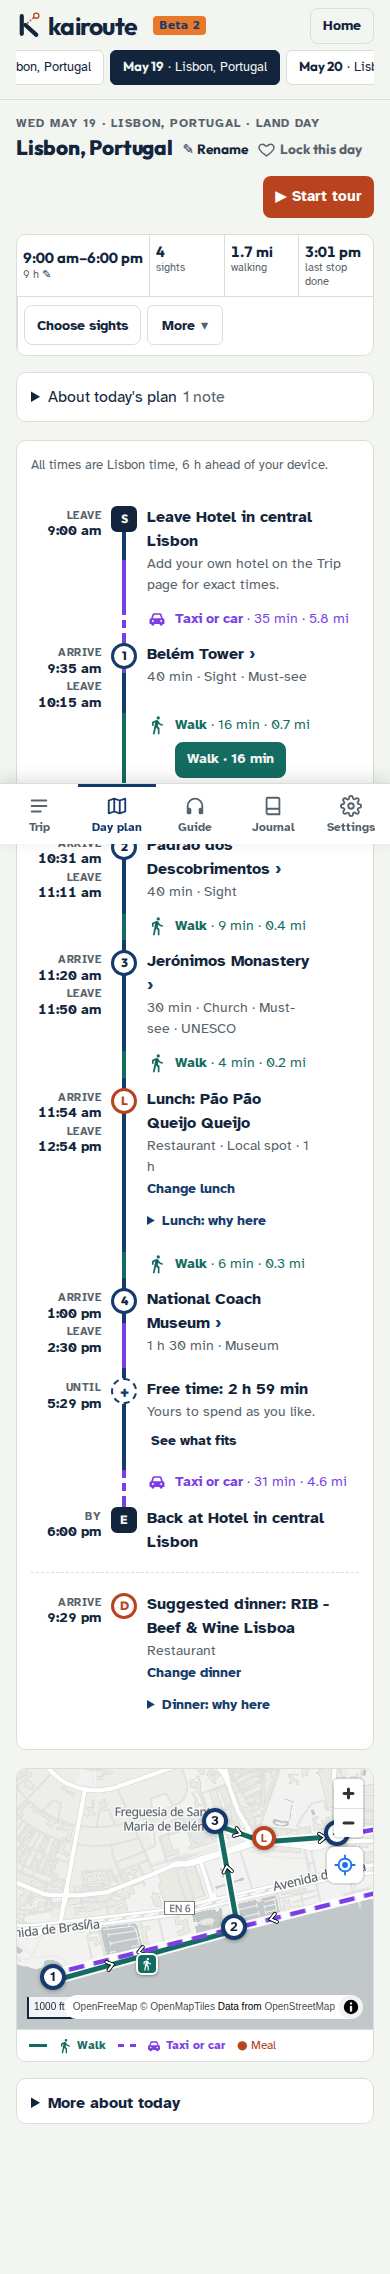 kairoute
Beta 2
Home
bon, Portugal
May 19 · Lisbon, Portugal
May 20 · Lisb
WED MAY 19 · LISBON, PORTUGAL · LAND DAY
Lisbon, Portugal
✎ Rename
Lock this day
▶ Start tour
9:00 am–6:00 pm
9 h ✎
4
sights
1.7 mi
walking
3:01 pm
last stop
done
Choose sights
More ▾
▶ About today's plan 1 note
All times are Lisbon time, 6 h ahead of your device.
LEAVE
9:00 am
S
Leave Hotel in central
Lisbon
Add your own hotel on the Trip
page for exact times.
Taxi or car · 35 min · 5.8 mi
ARRIVE
9:35 am
LEAVE
10:15 am
1
Belém Tower ›
40 min · Sight · Must-see
Walk · 16 min · 0.7 mi
Walk · 16 min
Trip
Day plan
Guide
Journal
Settings
10:31 am
LEAVE
11:11 am
2
Padrão dos
Descobrimentos ›
40 min · Sight
Walk · 9 min · 0.4 mi
ARRIVE
11:20 am
LEAVE
11:50 am
3
Jerónimos Monastery
›
30 min · Church · Must-
see · UNESCO
Walk · 4 min · 0.2 mi
ARRIVE
11:54 am
LEAVE
12:54 pm
L
Lunch: Pão Pão
Queijo Queijo
Restaurant · Local spot · 1
h
Change lunch
▶ Lunch: why here
Walk · 6 min · 0.3 mi
ARRIVE
1:00 pm
LEAVE
2:30 pm
4
National Coach
Museum ›
1 h 30 min · Museum
UNTIL
5:29 pm
+
Free time: 2 h 59 min
Yours to spend as you like.
See what fits
Taxi or car · 31 min · 4.6 mi
BY
6:00 pm
E
Back at Hotel in central
Lisbon
ARRIVE
9:29 pm
D
Suggested dinner: RIB -
Beef & Wine Lisboa
Restaurant
Change dinner
▶ Dinner: why here
Freguesia de Sant
Maria de Belém
3
L
+
−
Avenida d
EN 6
nida de Brasília
2
1
1000 ft
OpenFreeMap © OpenMapTiles Data from OpenStreetMap
Walk
Taxi or car
Meal
▶ More about today